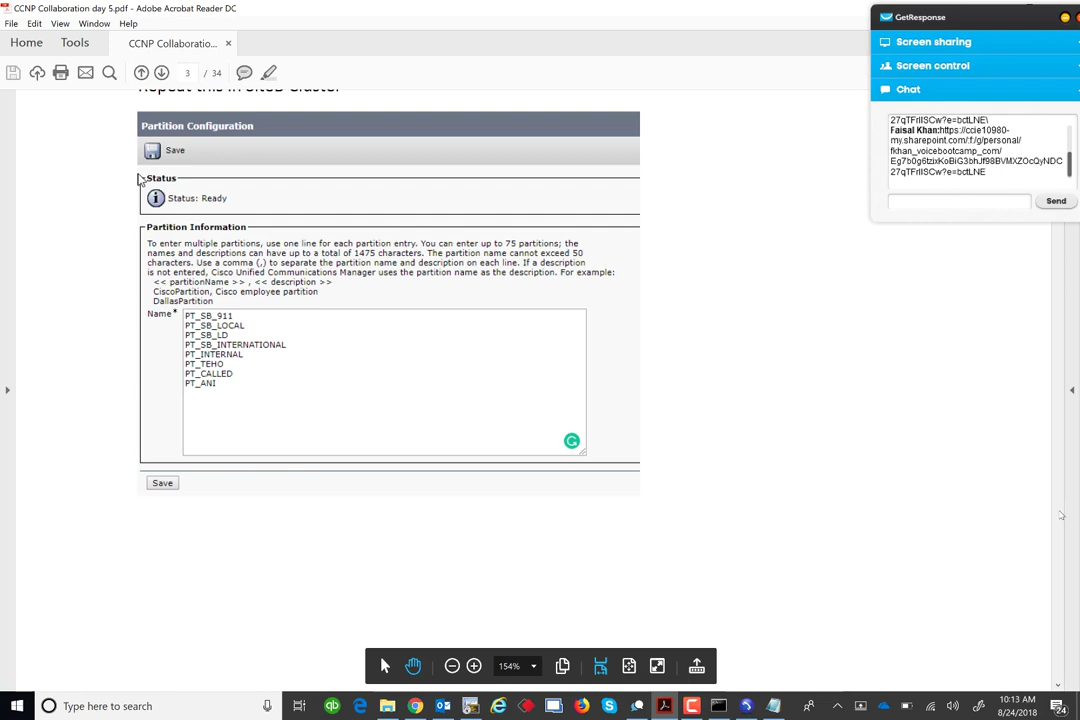 CCNP Collaboration day 5.pdf - Adobe Acrobat Reader DC
File Edit View Window Help
Home Tools CCNP Collaboratio... ×
3 / 34
Repeat this in SiteB Cluster
Partition Configuration
Save
Status
Status: Ready
Partition Information
To enter multiple partitions, use one line for each partition entry. You can enter up to 75 partitions; the
names and descriptions can have up to a total of 1475 characters. The partition name cannot exceed 50
characters. Use a comma (,) to separate the partition name and description on each line. If a description
is not entered, Cisco Unified Communications Manager uses the partition name as the description. For example:
<< partitionName >> , << description >>
CiscoPartition, Cisco employee partition
DallasPartition
Name*
PT_SB_911
PT_SB_LOCAL
PT_SB_LD
PT_SB_INTERNATIONAL
PT_INTERNAL
PT_TEHO
PT_CALLED
PT_ANI
Save
GetResponse
Screen sharing
Screen control
Chat
Faisal Khan:https://ccie10980-
my.sharepoint.com/:f:/g/personal/
fkhan_voicebootcamp_com/
Send
154%
Type here to search
10:13 AM
8/24/2018
24